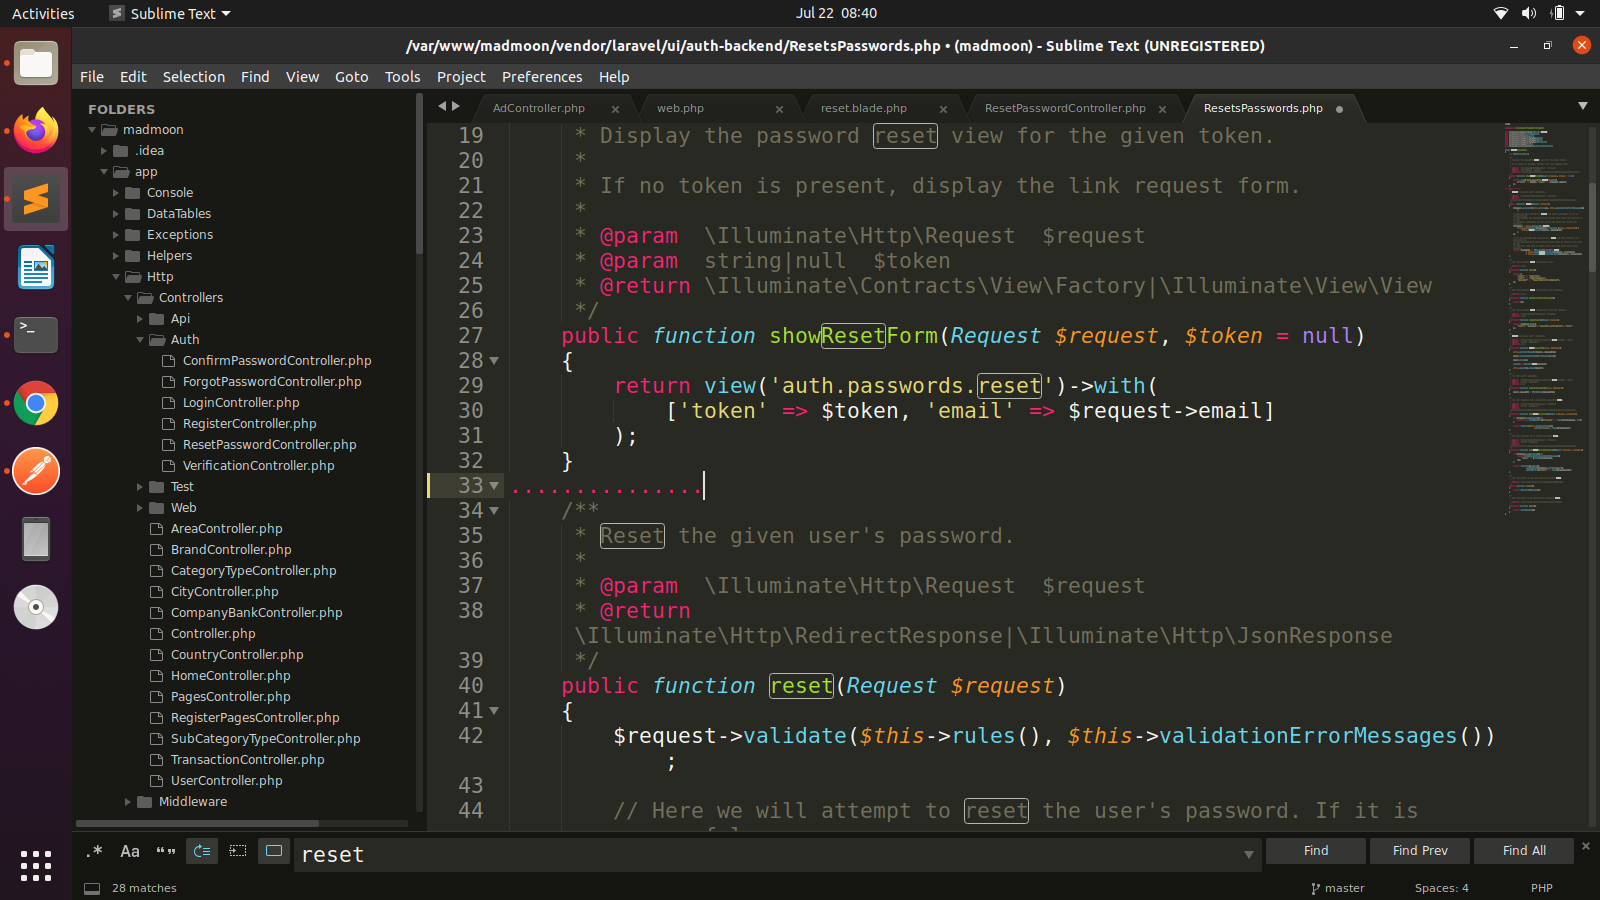 Activities
Sublime Text
Jul 22 08:40
/var/www/madmoon/vendor/laravel/ui/auth-backend/ResetsPasswords.php • (madmoon) - Sublime Text (UNREGISTERED)
File Edit Selection Find View Goto Tools Project Preferences Help
FOLDERS
madmoon
.idea
app
Console
DataTables
Exceptions
Helpers
Http
Controllers
Api
Auth
ConfirmPasswordController.php
ForgotPasswordController.php
LoginController.php
RegisterController.php
ResetPasswordController.php
VerificationController.php
Test
Web
AreaController.php
BrandController.php
CategoryTypeController.php
CityController.php
CompanyBankController.php
Controller.php
CountryController.php
HomeController.php
PagesController.php
RegisterPagesController.php
SubCategoryTypeController.php
TransactionController.php
UserController.php
Middleware
AdController.php × web.php × reset.blade.php × ResetPasswordController.php × ResetsPasswords.php •
19 * Display the password reset view for the given token.
20 *
21 * If no token is present, display the link request form.
22 *
23 * @param \Illuminate\Http\Request $request
24 * @param string|null $token
25 * @return \Illuminate\Contracts\View\Factory|\Illuminate\View\View
26 */
27 public function showResetForm(Request $request, $token = null)
28 {
29 return view('auth.passwords.reset')->with(
30 ['token' => $token, 'email' => $request->email]
31 );
32 }
33 ...............
34 /**
35 * Reset the given user's password.
36 *
37 * @param \Illuminate\Http\Request $request
38 * @return
\Illuminate\Http\RedirectResponse|\Illuminate\Http\JsonResponse
39 */
40 public function reset(Request $request)
41 {
42 $request->validate($this->rules(), $this->validationErrorMessages())
;
43
44 // Here we will attempt to reset the user's password. If it is
.* Aa “” reset Find Find Prev Find All ×
28 matches
master Spaces: 4 PHP